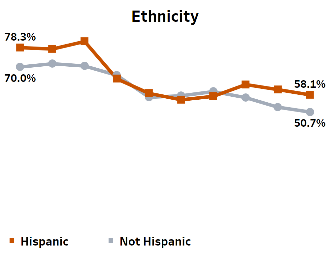 Ethnicity
78.3%
70.0%
58.1%
50.7%
Hispanic
Not Hispanic